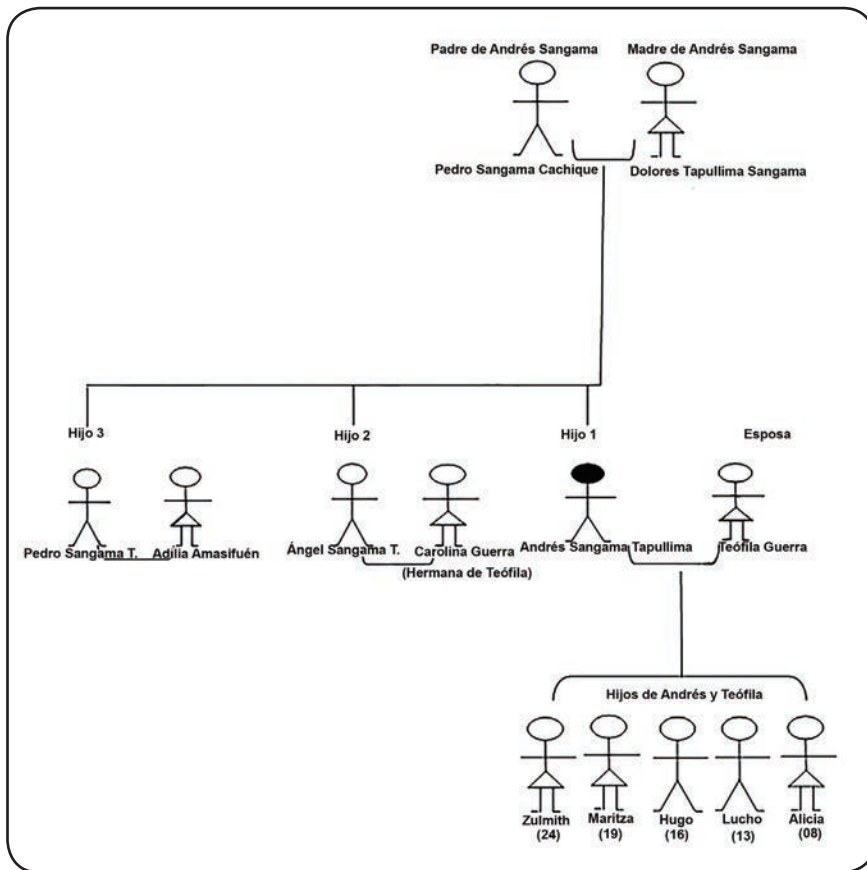 Padre de Andrés Sangama
Madre de Andrés Sangama
Pedro Sangama Cachique
Dolores Tapullima Sangama
Hijo 3
Hijo 2
Hijo 1
Esposa
Pedro Sangama T.
Adilia Amasifuén
Ángel Sangama T.
Carolina Guerra
(Hermana de Teófila)
Andrés Sangama Tapullima
Teófila Guerra
Hijos de Andrés y Teófila
Zulmith
(24)
Maritza
(19)
Hugo
(16)
Lucho
(13)
Alicia
(08)